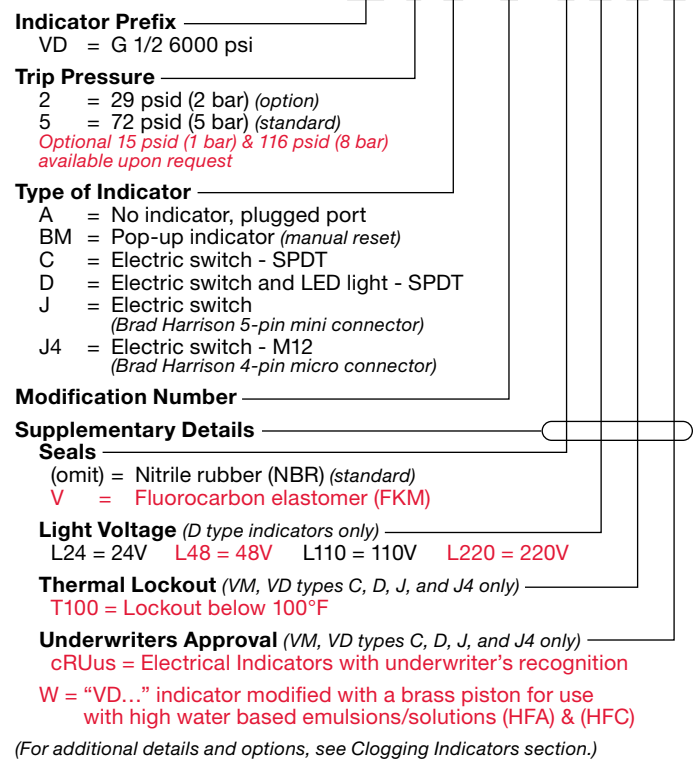 Indicator Prefix
VD = G 1/2 6000 psi
Trip Pressure
2 = 29 psid (2 bar) (option)
5 = 72 psid (5 bar) (standard)
Optional 15 psid (1 bar) & 116 psid (8 bar)
available upon request
Type of Indicator
A = No indicator, plugged port
BM = Pop-up indicator (manual reset)
C = Electric switch - SPDT
D = Electric switch and LED light - SPDT
J = Electric switch
(Brad Harrison 5-pin mini connector)
J4 = Electric switch - M12
(Brad Harrison 4-pin micro connector)
Modification Number
Supplementary Details
Seals
(omit) = Nitrile rubber (NBR) (standard)
V = Fluorocarbon elastomer (FKM)
Light Voltage (D type indicators only)
L24 = 24V L48 = 48V L110 = 110V L220 = 220V
Thermal Lockout (VM, VD types C, D, J, and J4 only)
T100 = Lockout below 100°F
Underwriters Approval (VM, VD types C, D, J, and J4 only)
cRUus = Electrical Indicators with underwriter's recognition
W = “VD…” indicator modified with a brass piston for use
with high water based emulsions/solutions (HFA) & (HFC)
(For additional details and options, see Clogging Indicators section.)